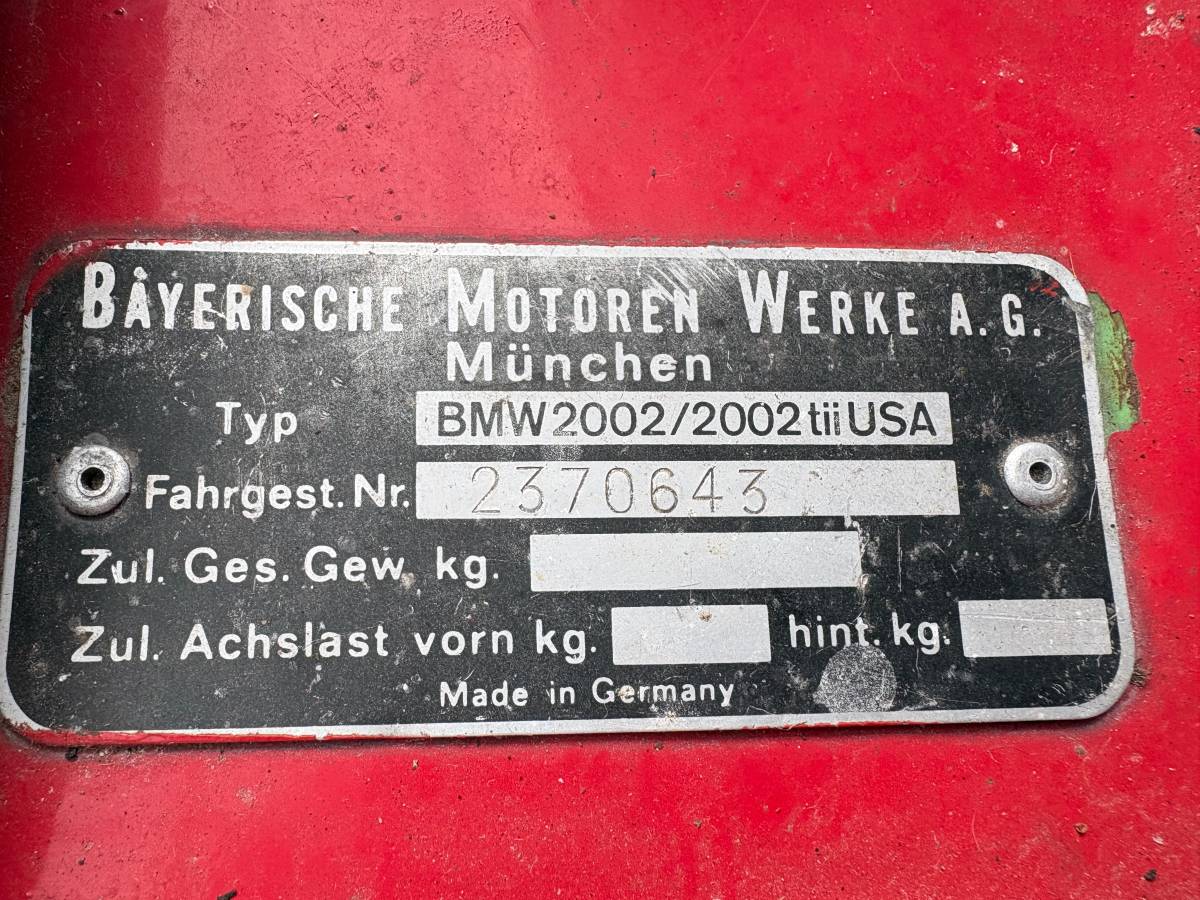 BAYERISCHE MOTOREN WERKE A.G.
München
Typ BMW2002/2002tiiUSA
Fahrgest.Nr. 2370643
Zul. Ges. Gew. kg.
Zul. Achslast vorn kg. hint. kg.
Made in Germany